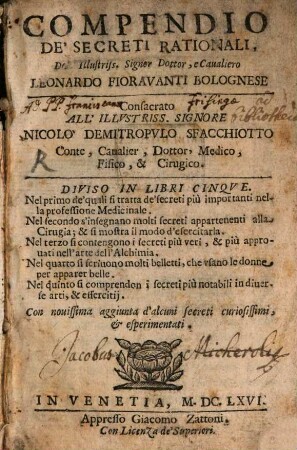 COMPENDIO
DE' SECRETI RATIONALI,
Dell' Illustriss. Signor Dottor, e Caualiero
LEONARDO FIORAVANTI BOLOGNESE
Consacrato
ALL' ILLVSTRISS. SIGNORE
NICOLO' DEMITROPVLO SFACCHIOTTO
Conte, Caualier, Dottor, Medico,
Fisico, & Cirugico.
R
DIVISO IN LIBRI CINQVE.
Nel primo de' quali si tratta de' secreti più importanti nel-
la professione Medicinale.
Nel secondo s'insegnano molti secreti appartenenti alla
Cirugia; & si mostra il modo d'esercitarla.
Nel terzo si contengono i secreti più veri, & più appro-
uati nell'arte dell'Alchimia.
Nel quarto si scriuono molti belletti, che vsano le donne
per apparer belle.
Nel quinto si comprendon i secreti più notabili in diuer-
se arti, & essercitij.
Con nouissima aggiunta d'alcuni secreti curiosissimi,
& esperimentati.
Jacobus
IN VENETIA, M. DC. LXVI.
Appresso Giacomo Zattoni.
Con Licenza de' Superieri.